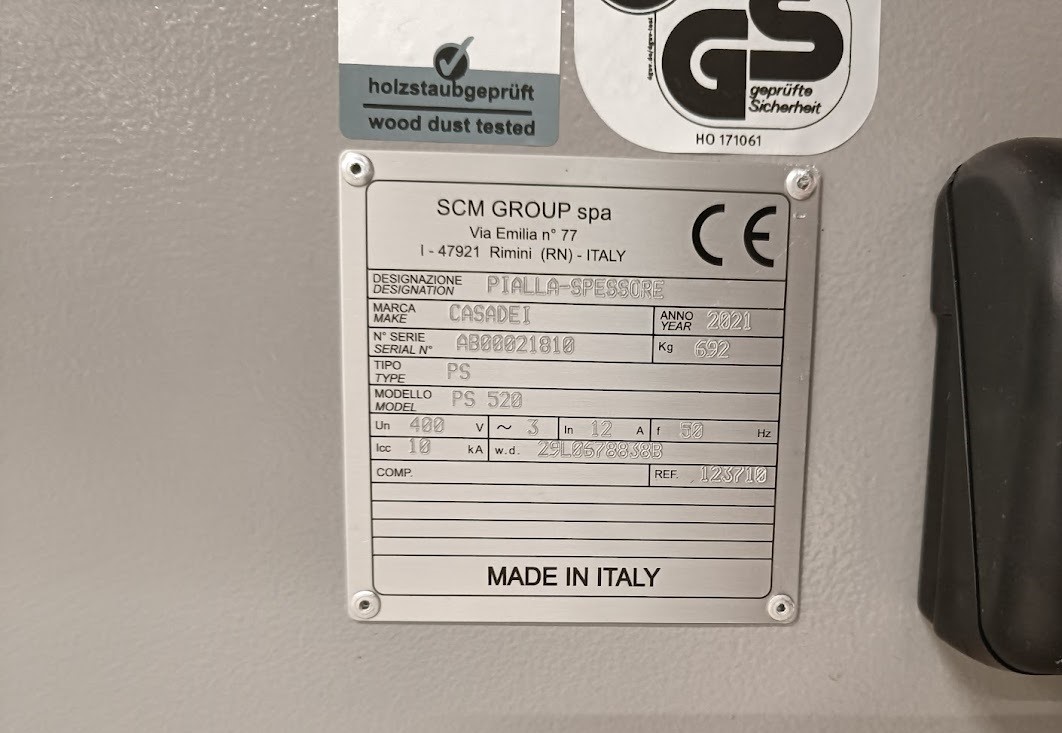 holzstaubgeprüft
wood dust tested
GS
geprüfte
Sicherheit
HO 171061
SCM GROUP spa
Via Emilia n° 77
I - 47921 Rimini (RN) - ITALY
CE
DESIGNAZIONE
DESIGNATION PIALLA-SPESSORE
MARCA
MAKE CASADEI
ANNO
YEAR 2021
N° SERIE
SERIAL N° AB00021810
Kg 692
TIPO
TYPE PS
MODELLO
MODEL PS 520
Un 400 V ~ 3 In 12 A f 50 Hz
Icc 10 kA w.d. 29L0678838B
COMP. REF. 123710
MADE IN ITALY